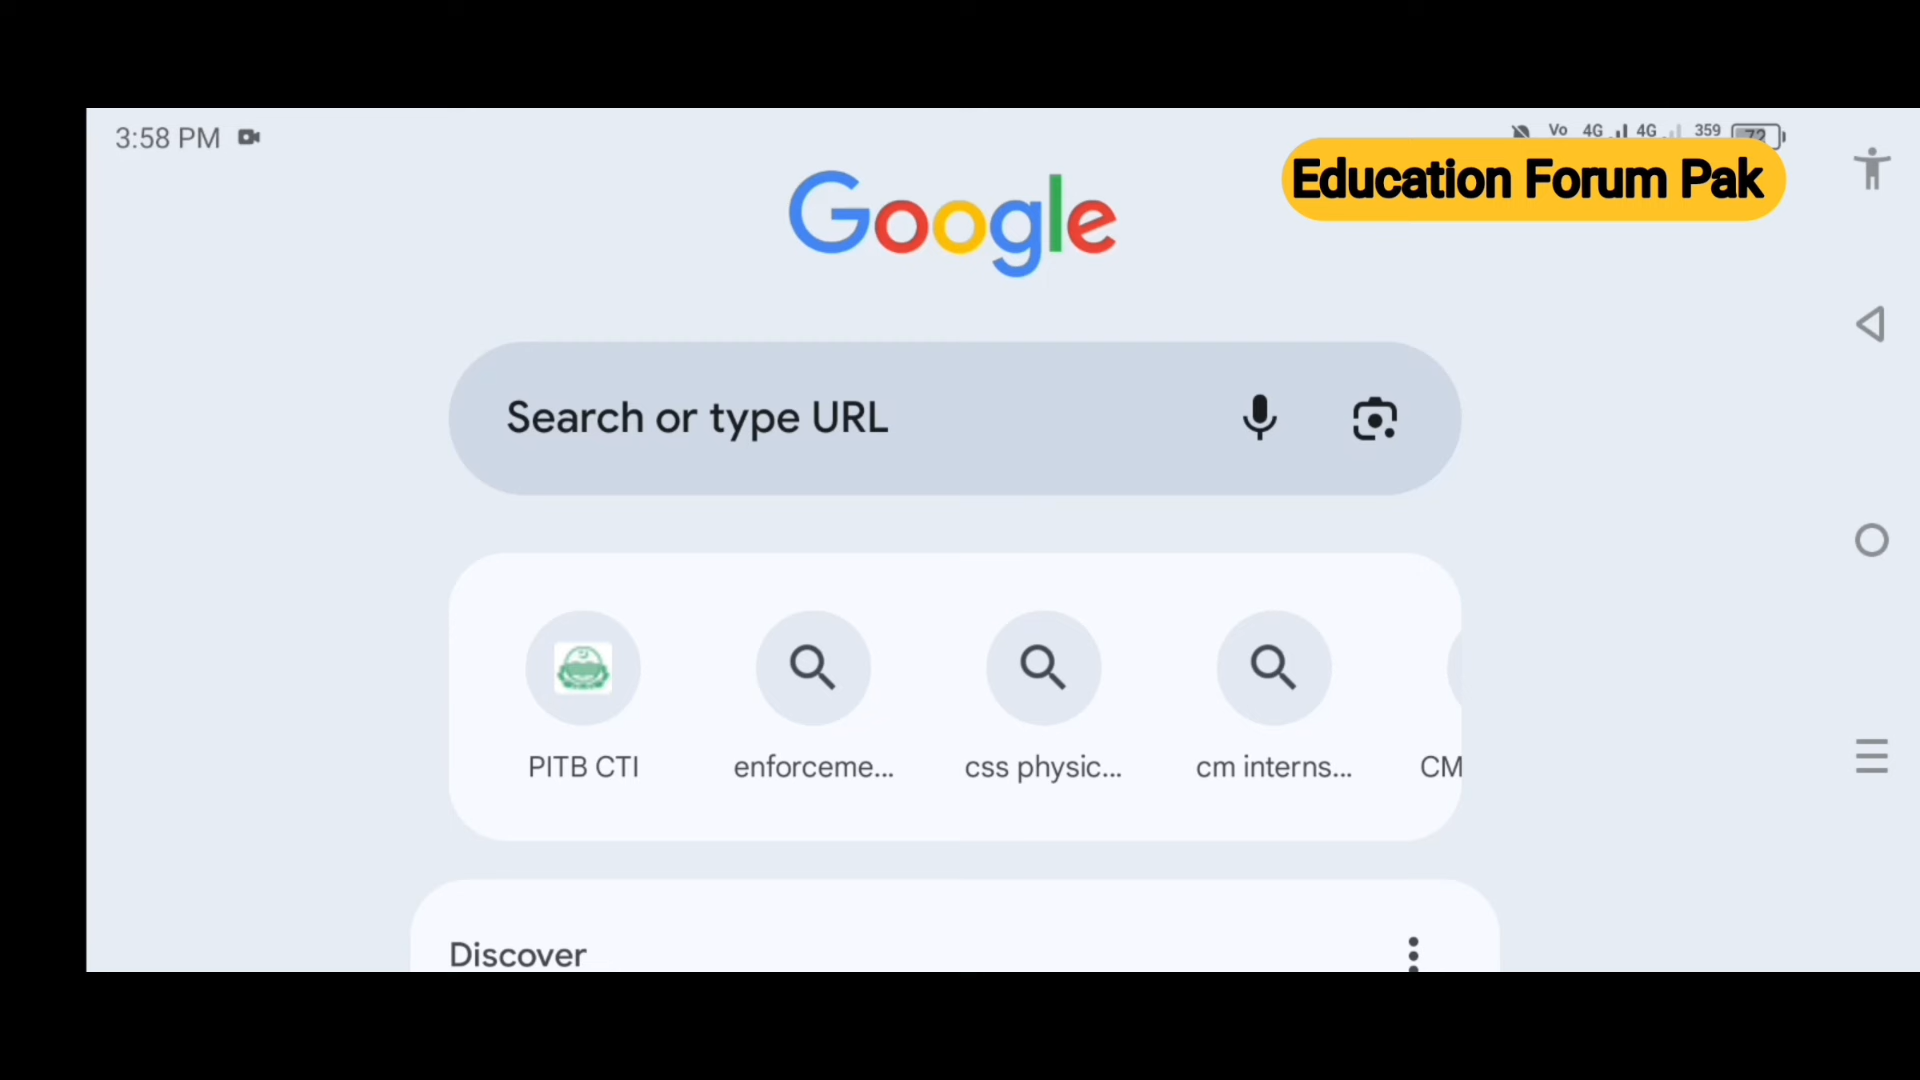 3:58 PM
Vo 4G 4G 359 72
Education Forum Pak
Google
Search or type URL
PITB CTI
enforceme...
css physic...
cm interns...
CM
Discover